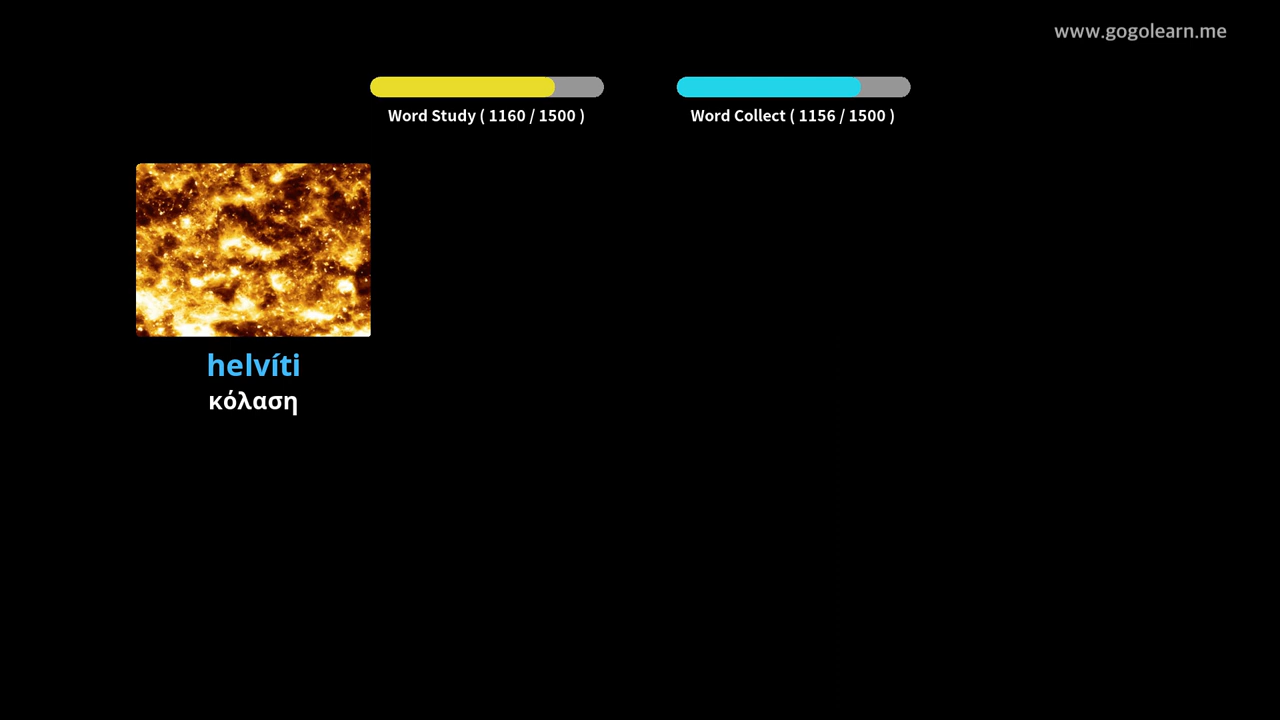 www.gogolearn.me
Word Study ( 1160 / 1500 )
Word Collect ( 1156 / 1500 )
helvíti
κόλαση